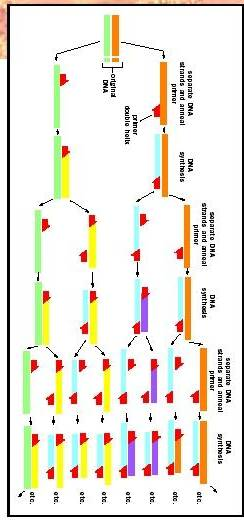 original
DNA
primer
double helix
separate DNA
strands and anneal
primer
DNA
synthesis
separate DNA
strands and anneal
primer
DNA
synthesis
separate DNA
strands and anneal
primer
DNA
synthesis
etc.
etc.
etc.
etc.
etc.
etc.
etc.
etc.